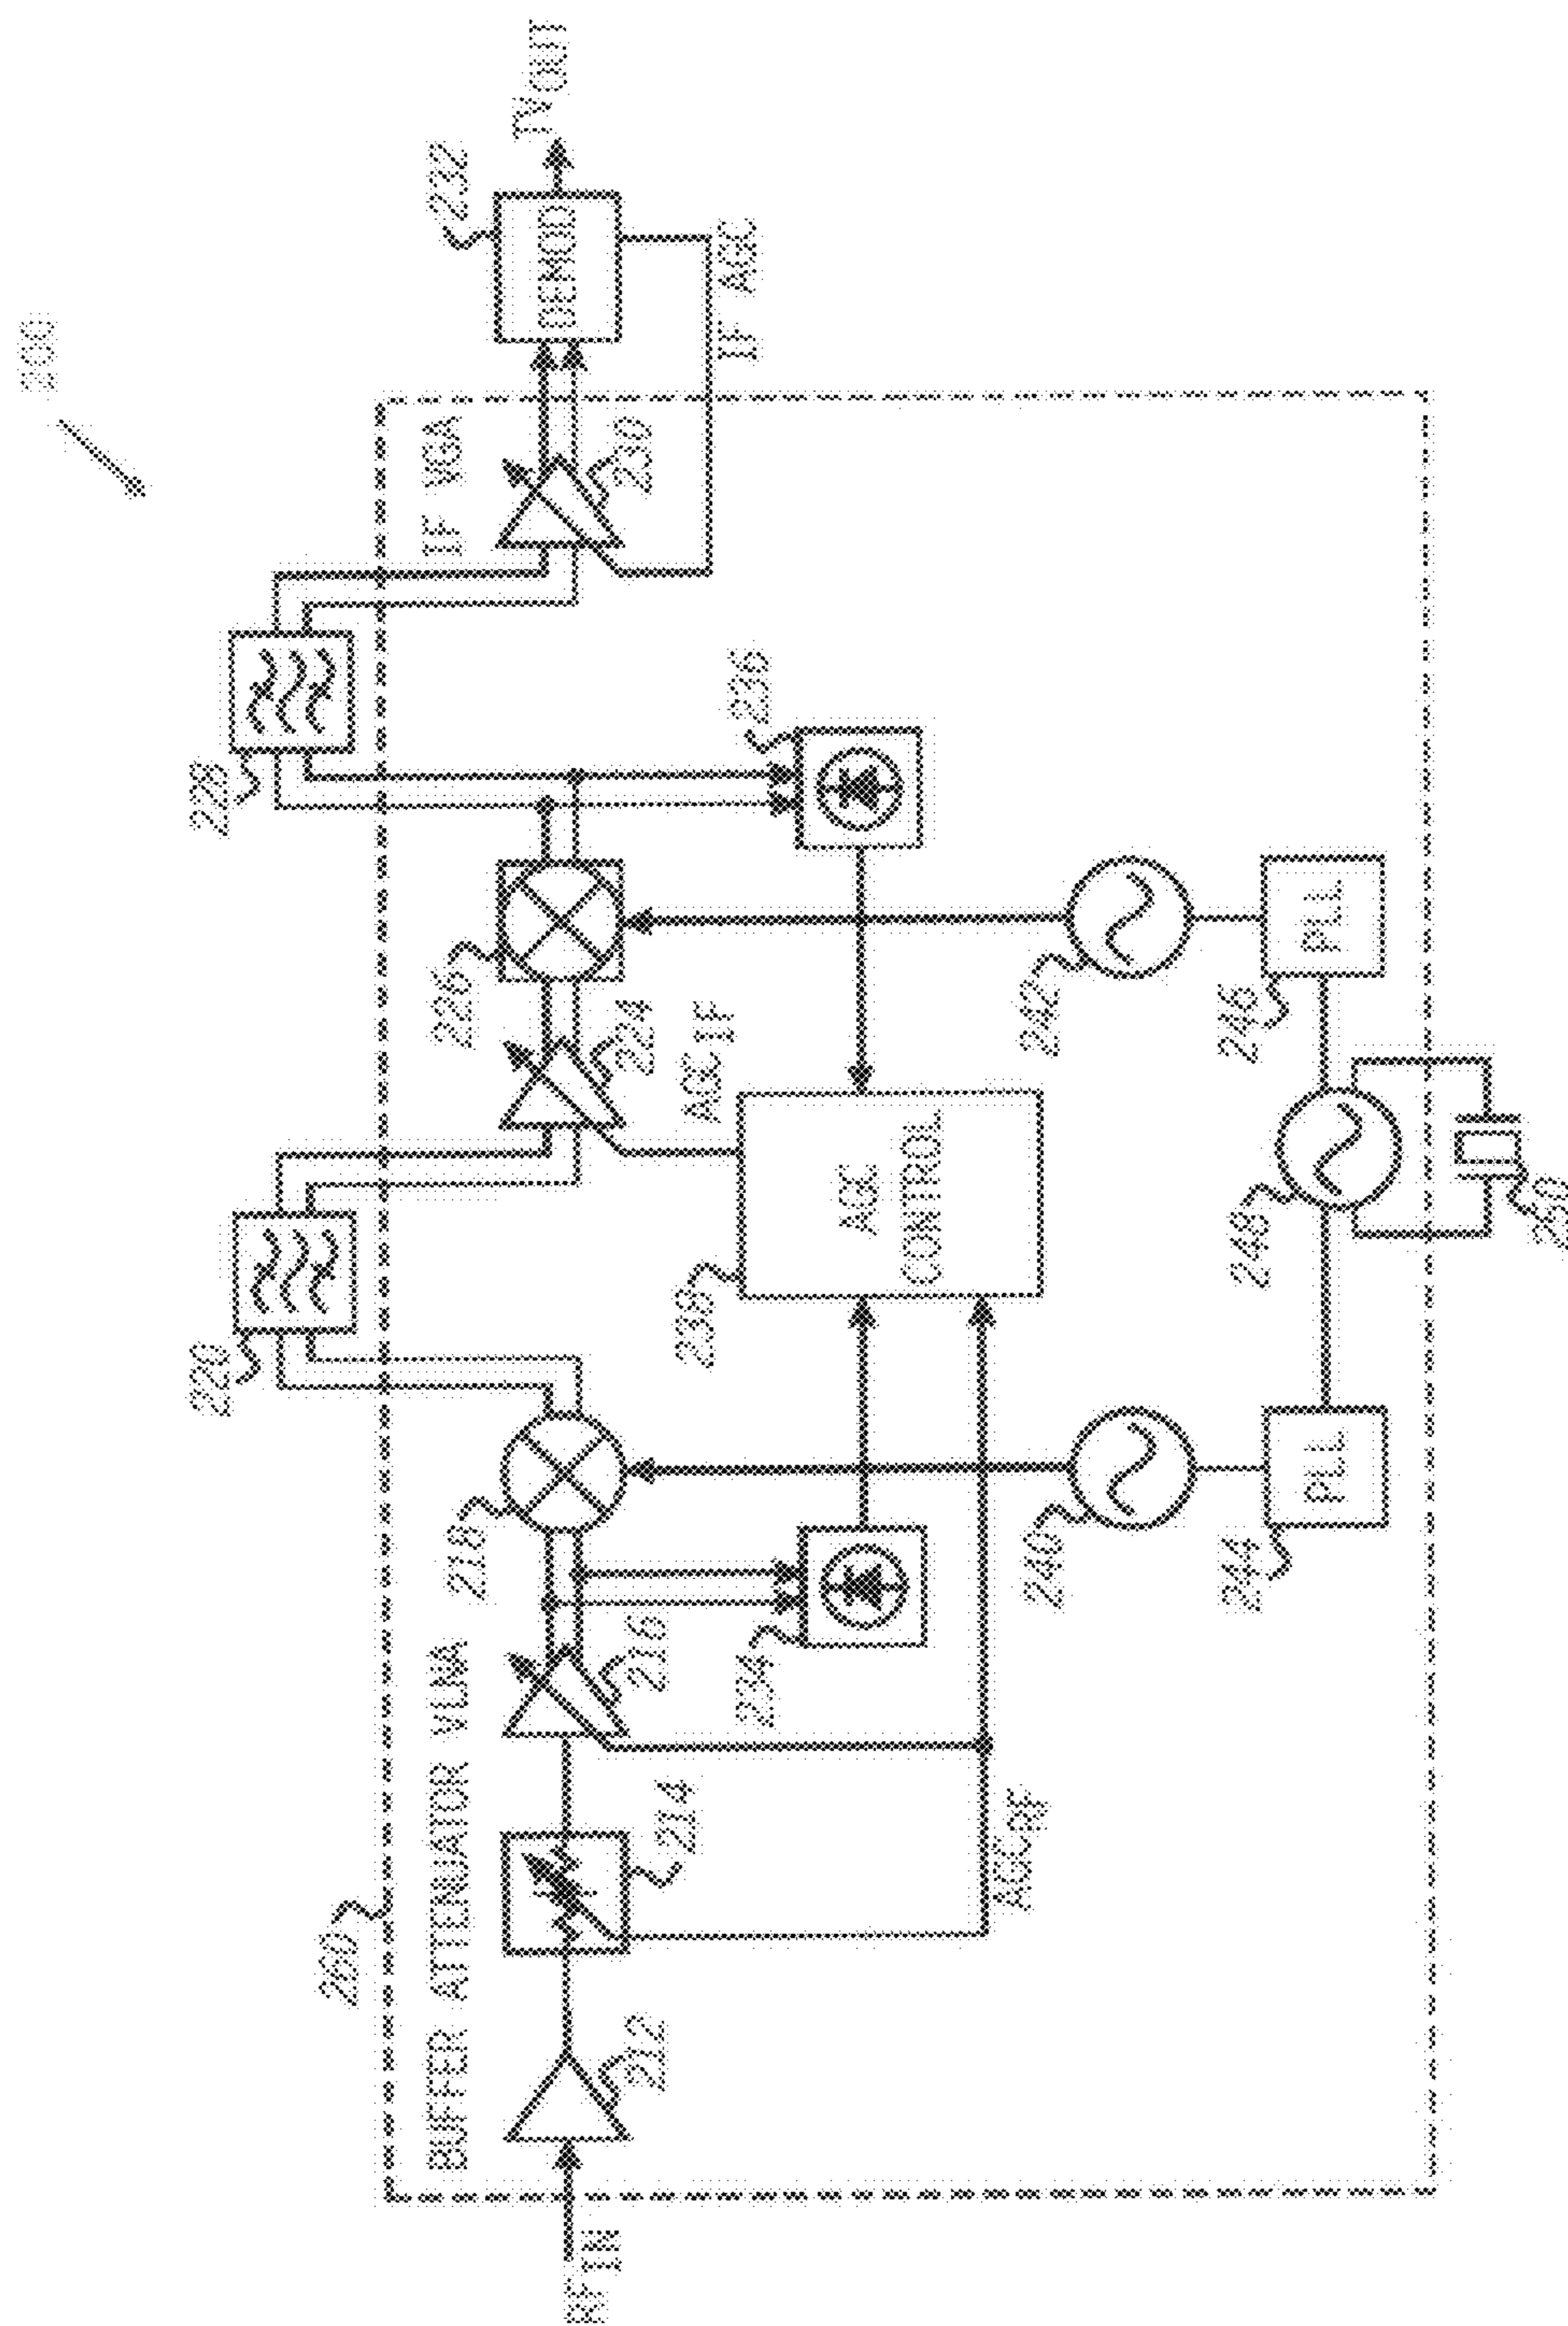 200
260
BUFFER ATTENUATOR VLNA
IF VGA
RF IN
TV OUT
212
214
216
218
220
224
226
228
230
232
DEMOD
IF AGC
AGC IF
AGC RF
234
236
238
AGC
CONTROL
240
242
244
PLL
246
PLL
248
250